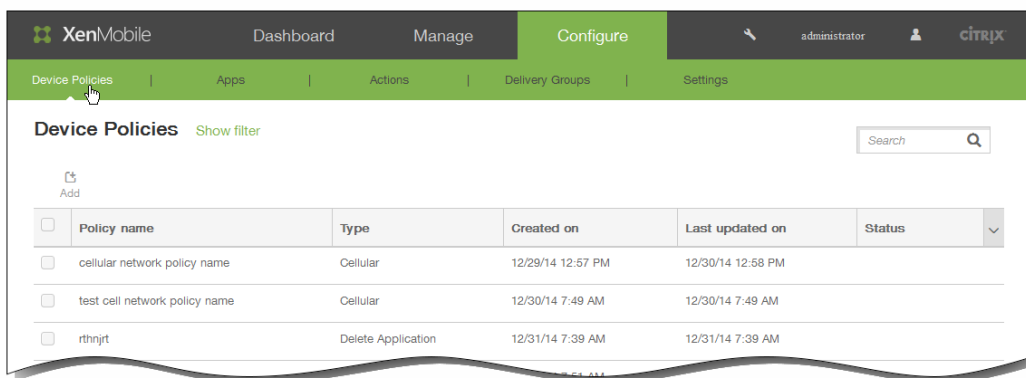 XenMobile Dashboard Manage Configure administrator CITRIX
Device Policies | Apps | Actions | Delivery Groups | Settings
Device Policies Show filter Search
Add
Policy name Type Created on Last updated on Status
cellular network policy name Cellular 12/29/14 12:57 PM 12/30/14 12:58 PM
test cell network policy name Cellular 12/30/14 7:49 AM 12/30/14 7:49 AM
rthnjrt Delete Application 12/31/14 7:39 AM 12/31/14 7:39 AM